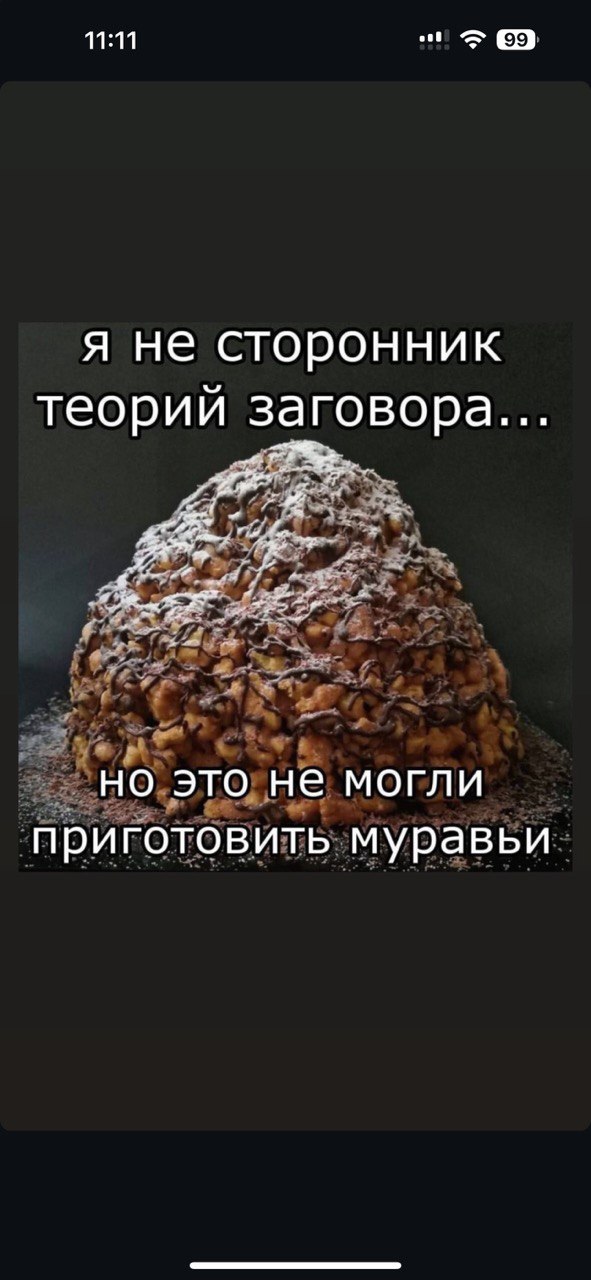 11:11
99
я не сторонник
теорий заговора...
но это не могли
приготовить муравьи